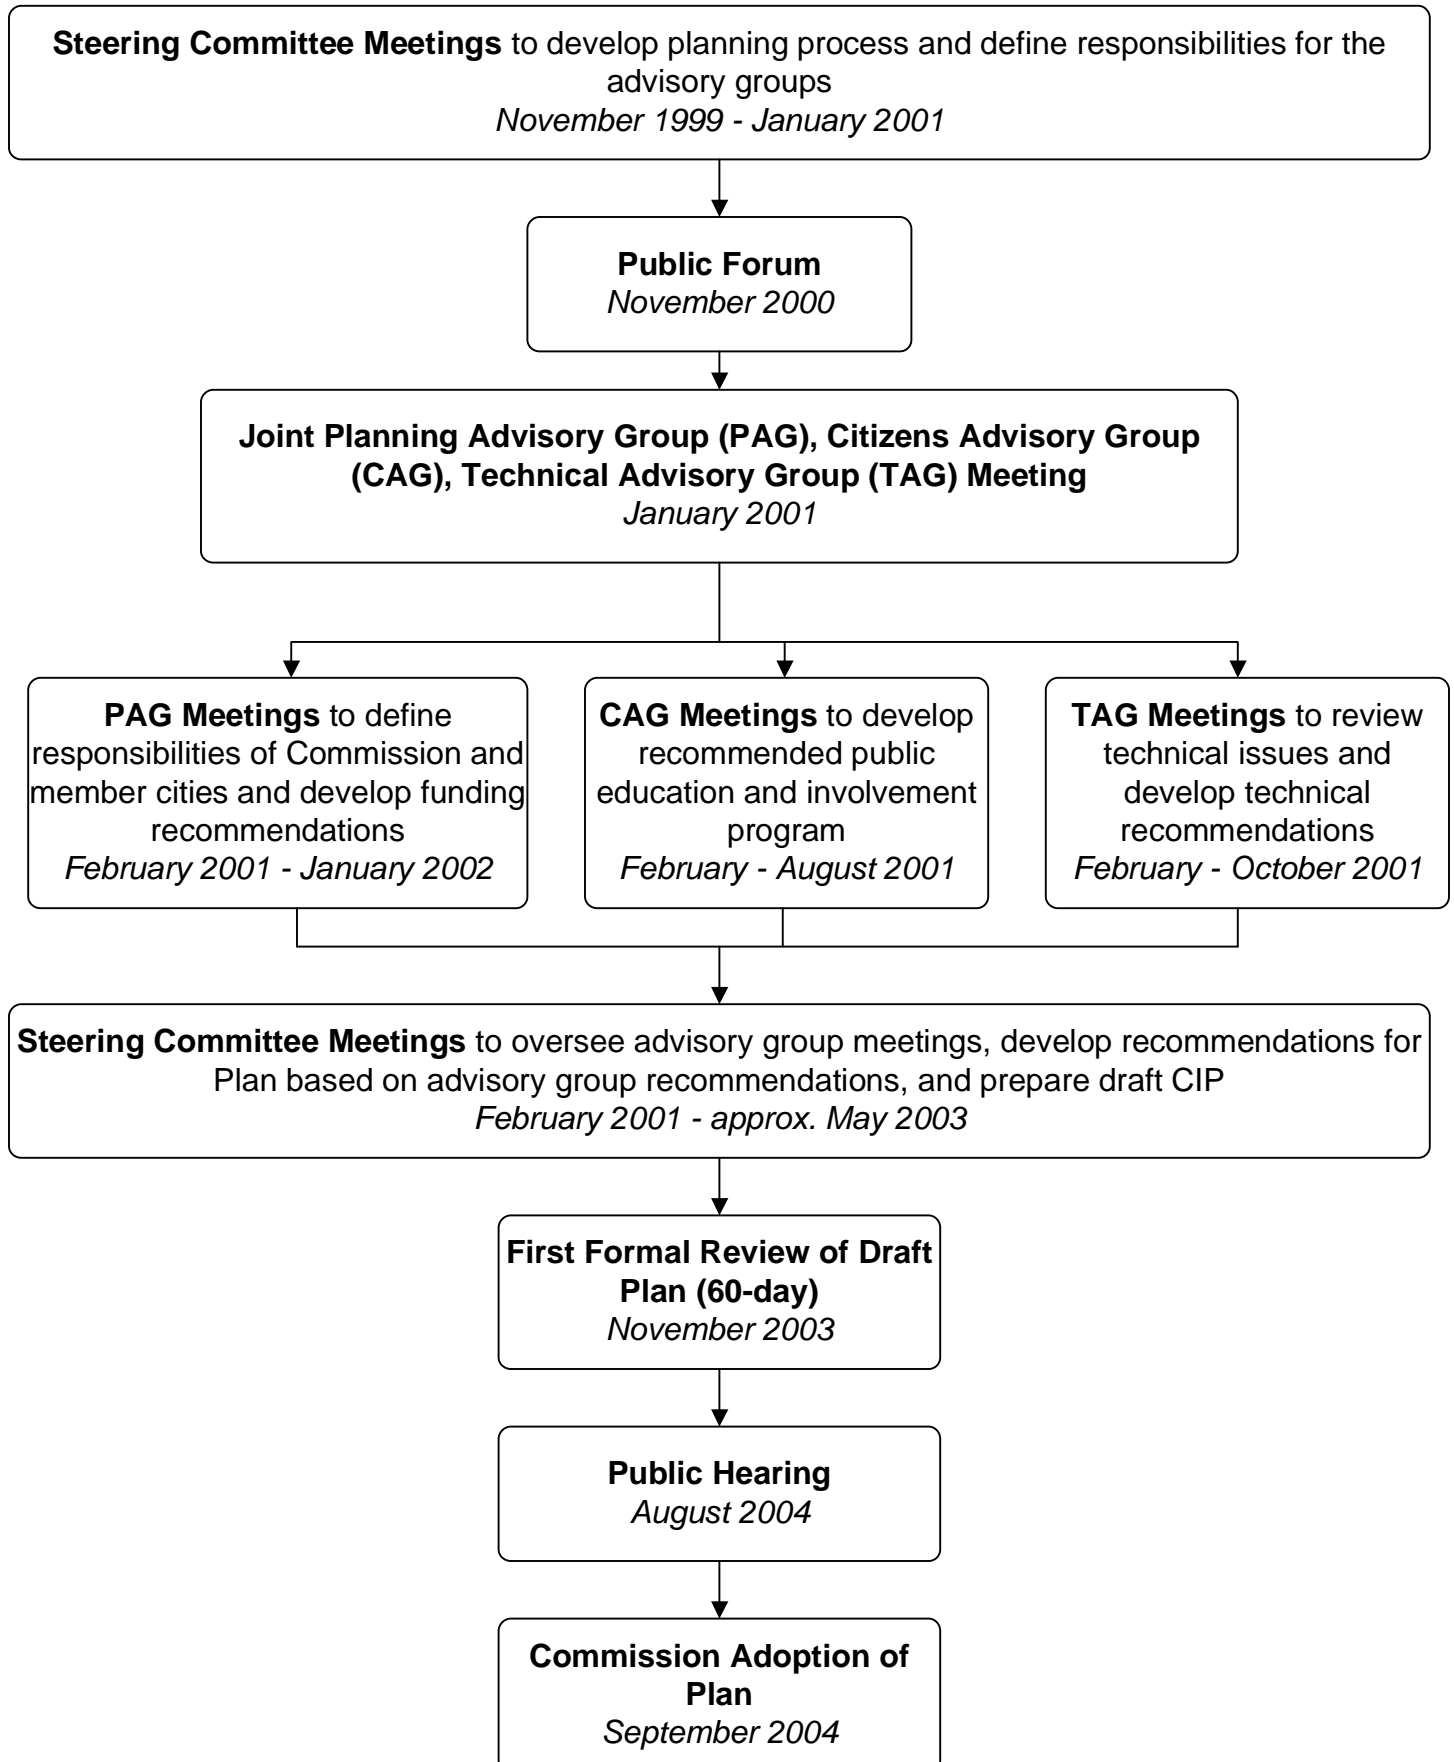 Steering Committee Meetings to develop planning process and define responsibilities for the
advisory groups
November 1999 - January 2001
Public Forum
November 2000
Joint Planning Advisory Group (PAG), Citizens Advisory Group
(CAG), Technical Advisory Group (TAG) Meeting
January 2001
PAG Meetings to define
responsibilities of Commission and
member cities and develop funding
recommendations
February 2001 - January 2002
CAG Meetings to develop
recommended public
education and involvement
program
February - August 2001
TAG Meetings to review
technical issues and
develop technical
recommendations
February - October 2001
Steering Committee Meetings to oversee advisory group meetings, develop recommendations for
Plan based on advisory group recommendations, and prepare draft CIP
February 2001 - approx. May 2003
First Formal Review of Draft
Plan (60-day)
November 2003
Public Hearing
August 2004
Commission Adoption of
Plan
September 2004